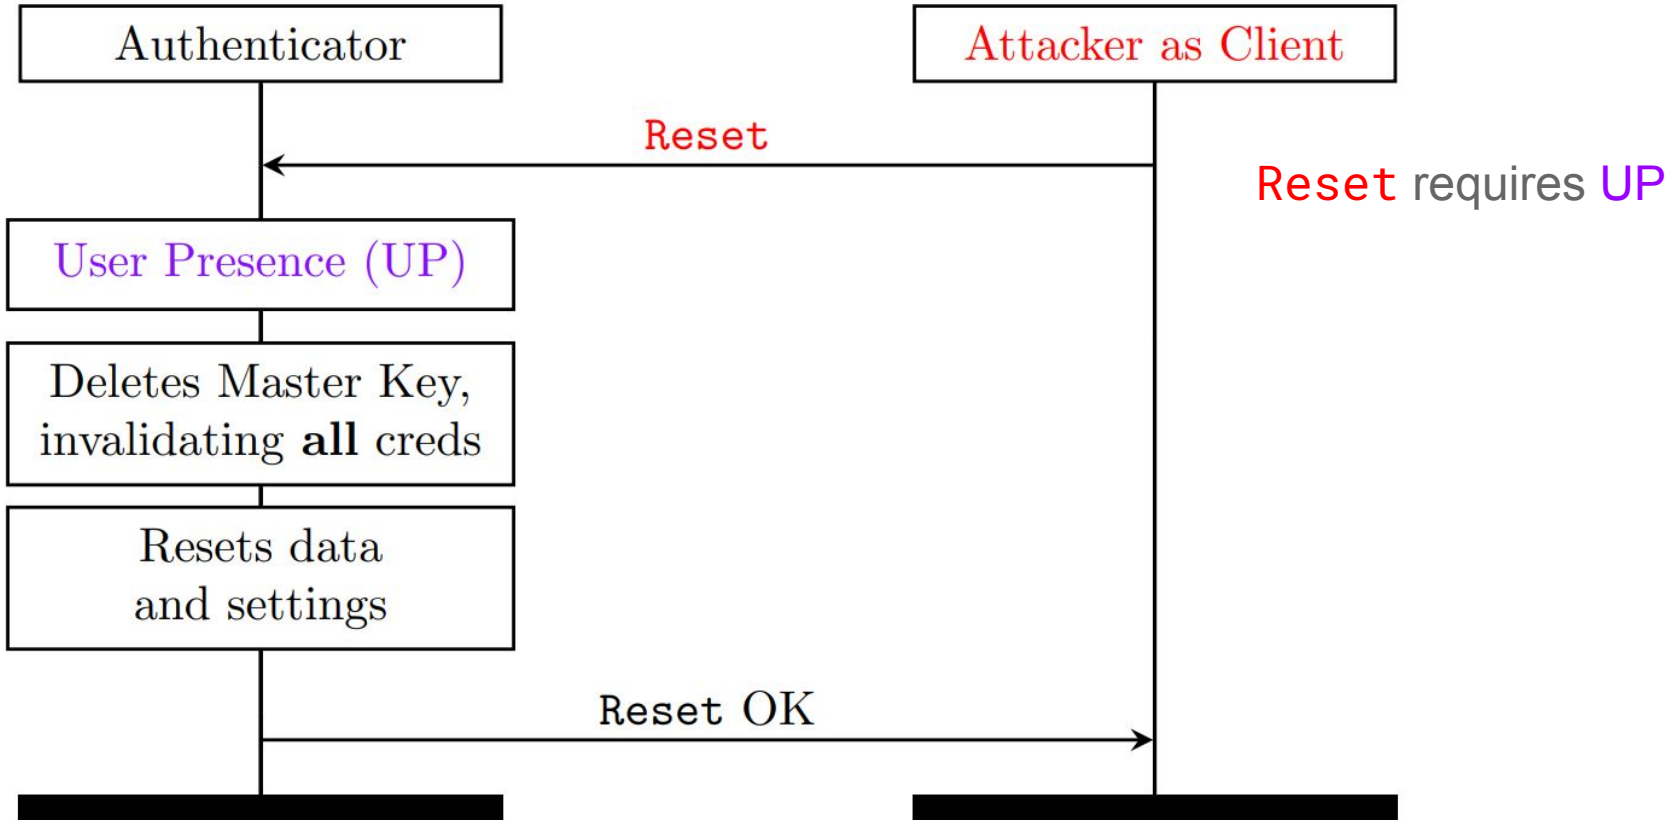 Authenticator
Attacker as Client
Reset
Reset requires UP
User Presence (UP)
Deletes Master Key,
invalidating all creds
Resets data
and settings
Reset OK